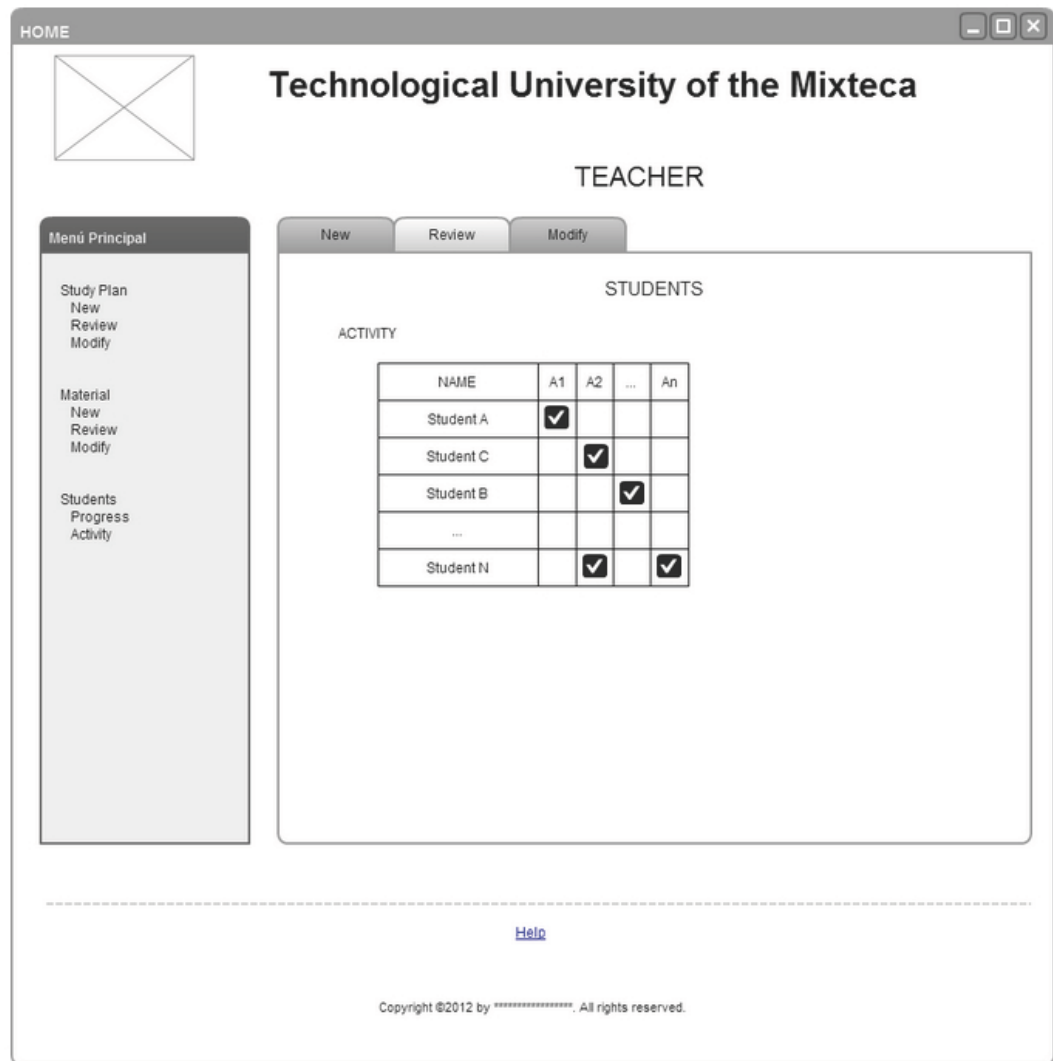 HOME
Technological University of the Mixteca
TEACHER
Menú Principal
Study Plan
New
Review
Modify
Material
New
Review
Modify
Students
Progress
Activity
New Review Modify
STUDENTS
ACTIVITY
NAME A1 A2 ... An
Student A
Student C
Student B
...
Student N
Help
Copyright ©2012 by *****************. All rights reserved.